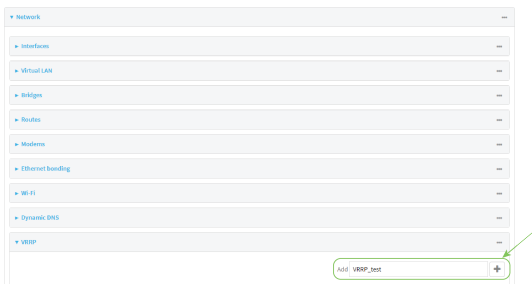 Network
Interfaces
Virtual LAN
Bridges
Routes
Modems
Ethernet bonding
Wi-Fi
Dynamic DNS
VRRP
Add VRRP_test